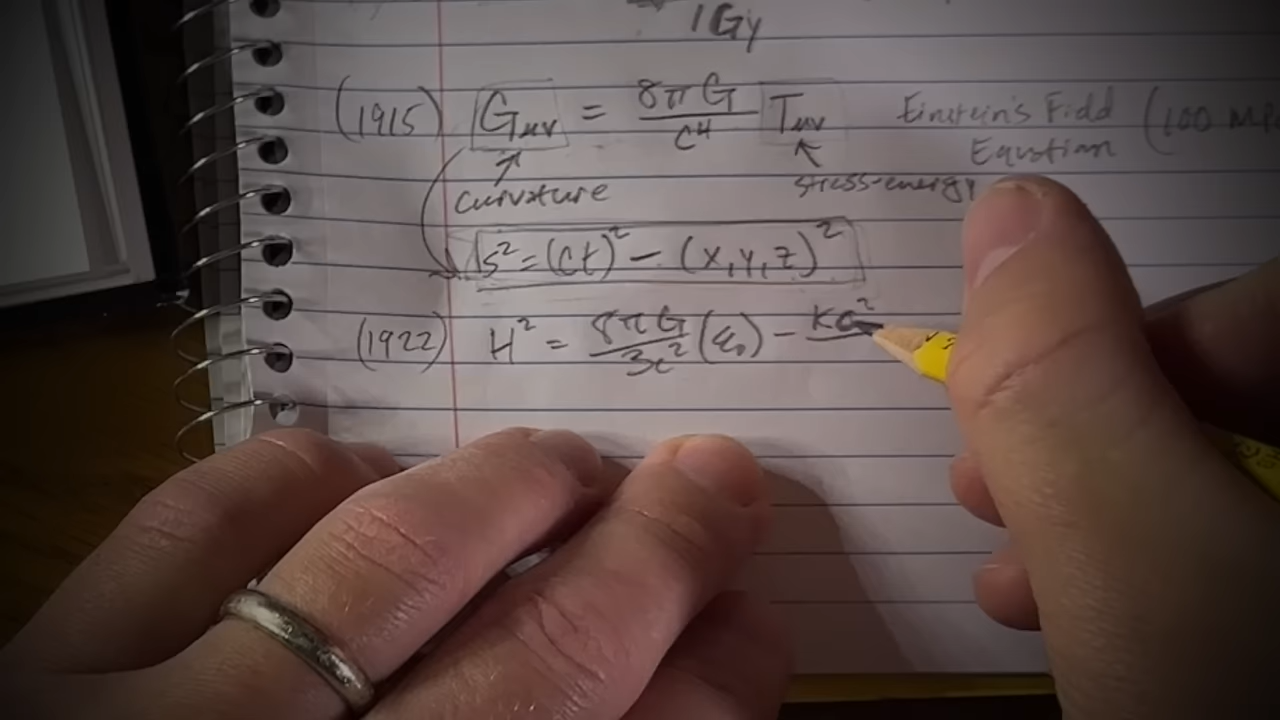 1Gy
(1915) Gμν = 8πG/c⁴ Tμν Einstein's Field (100 MP
Equation
curvature stress-energy
s² = (ct)² − (x,y,z)²
(1922) H² = 8πG/3c² (ε₀) − kc²